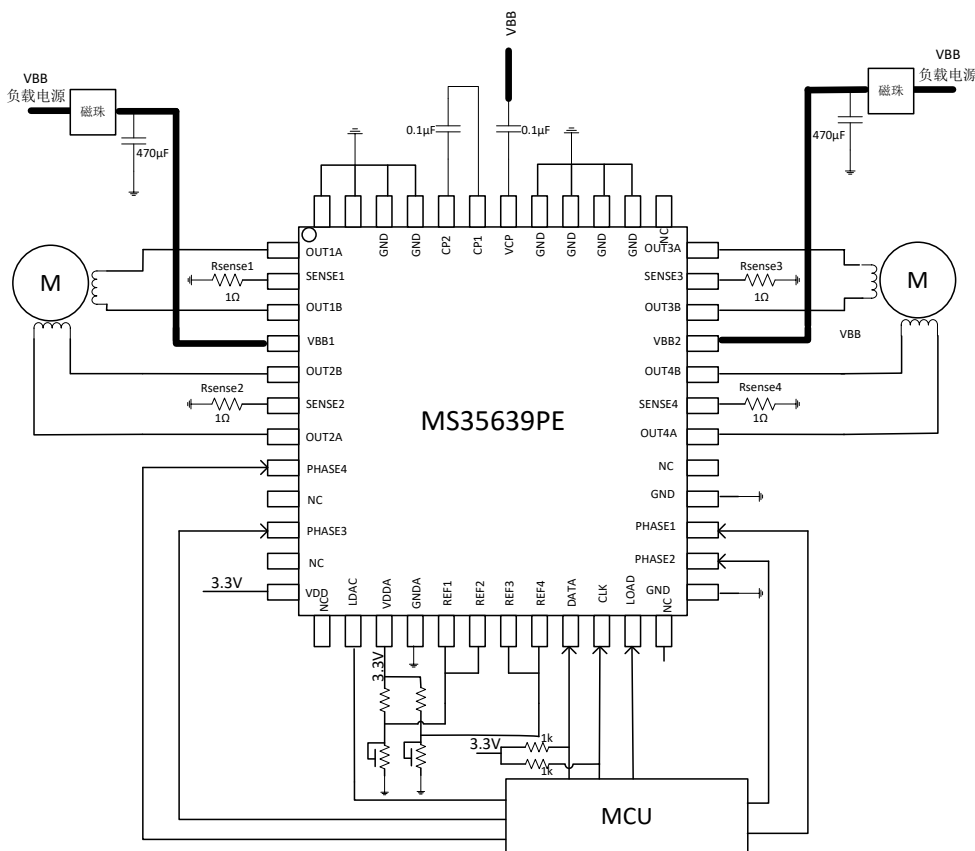 VBB
VBB
负载电源
磁珠
470μF
0.1μF
0.1μF
VBB
负载电源
磁珠
470μF
GND
GND
CP2
CP1
VCP
GND
GND
GND
GND
NC
OUT1A
SENSE1
OUT1B
VBB1
OUT2B
SENSE2
OUT2A
PHASE4
NC
PHASE3
NC
VDD
3.3V
M
Rsense1
1Ω
Rsense2
1Ω
MS35639PE
OUT3A
SENSE3
OUT3B
VBB2
OUT4B
SENSE4
OUT4A
NC
GND
PHASE1
PHASE2
GND
Rsense3
1Ω
VBB
Rsense4
1Ω
M
NC
LDAC
VDDA
GNDA
REF1
REF2
REF3
REF4
DATA
CLK
LOAD
NC
3.3V
3.3V
1k
1k
MCU